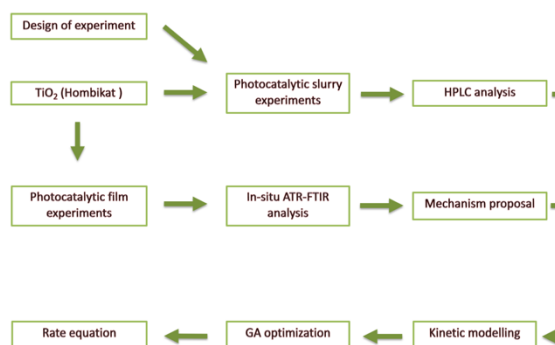 Design of experiment
TiO₂ (Hombikat )
Photocatalytic slurry
experiments
HPLC analysis
Photocatalytic film
experiments
In-situ ATR-FTIR
analysis
Mechanism proposal
Rate equation
GA optimization
Kinetic modelling